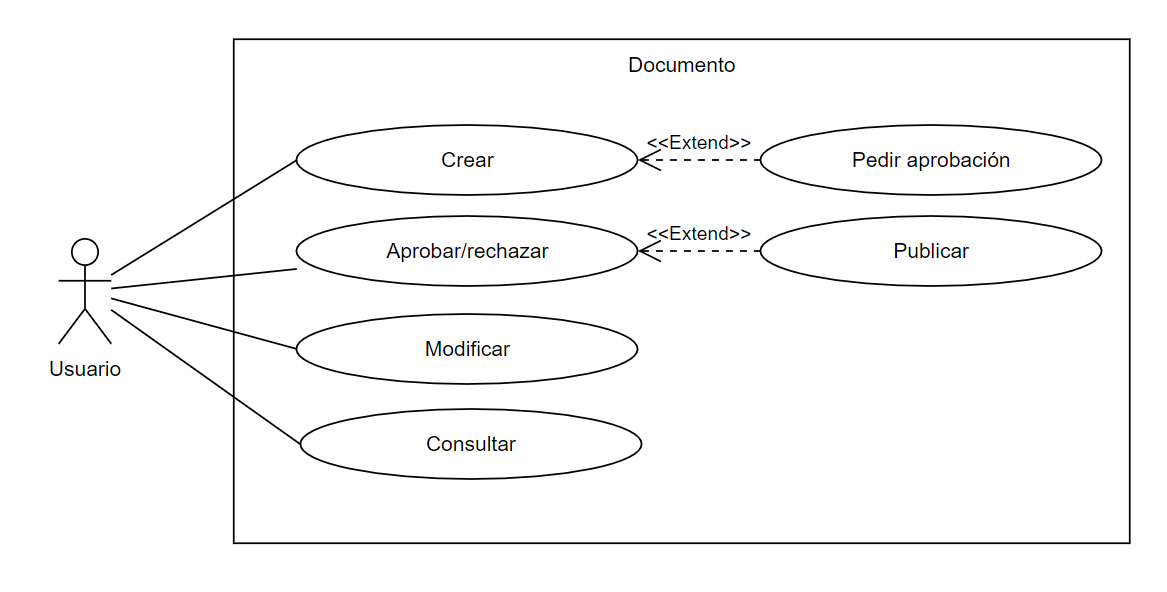 Documento
Crear
<<Extend>>
Pedir aprobación
Aprobar/rechazar
<<Extend>>
Publicar
Modificar
Usuario
Consultar